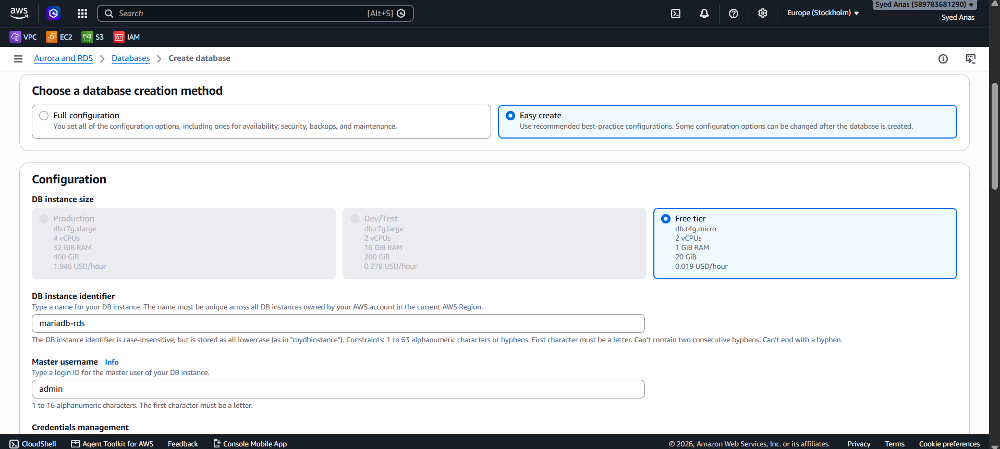 aws
Search
[Alt+S]
Europe (Stockholm)
Syed Anas (589783681290)
Syed Anas
VPC
EC2
S3
IAM
Aurora and RDS
Databases
Create database
Choose a database creation method
Full configuration
You set all of the configuration options, including ones for availability, security, backups, and maintenance.
Easy create
Use recommended best-practice configurations. Some configuration options can be changed after the database is created.
Configuration
DB instance size
Production
db.r7g.xlarge
4 vCPUs
32 GiB RAM
400 GiB
1.946 USD/hour
Dev/Test
db.r7g.large
2 vCPUs
16 GiB RAM
200 GiB
0.278 USD/hour
Free tier
db.t4g.micro
2 vCPUs
1 GiB RAM
20 GiB
0.019 USD/hour
DB instance identifier
Type a name for your DB instance. The name must be unique across all DB instances owned by your AWS account in the current AWS Region.
mariadb-rds
The DB instance identifier is case-insensitive, but is stored as all lowercase (as in "mydbinstance"). Constraints: 1 to 63 alphanumeric characters or hyphens. First character must be a letter. Can't contain two consecutive hyphens. Can't end with a hyphen.
Master username Info
Type a login ID for the master user of your DB instance.
admin
1 to 16 alphanumeric characters. The first character must be a letter.
Credentials management
CloudShell
Agent Toolkit for AWS
Feedback
Console Mobile App
© 2026, Amazon Web Services, Inc. or its affiliates.
Privacy
Terms
Cookie preferences